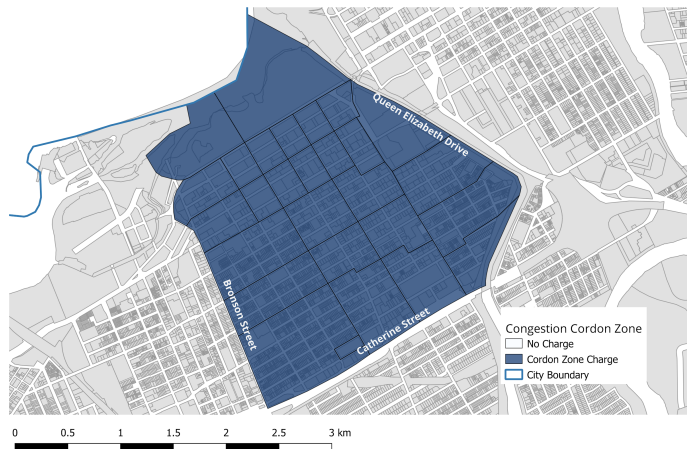 Queen Elizabeth Drive
Bronson Street
Catherine Street
Congestion Cordon Zone
No Charge
Cordon Zone Charge
City Boundary
0 0.5 1 1.5 2 2.5 3 km